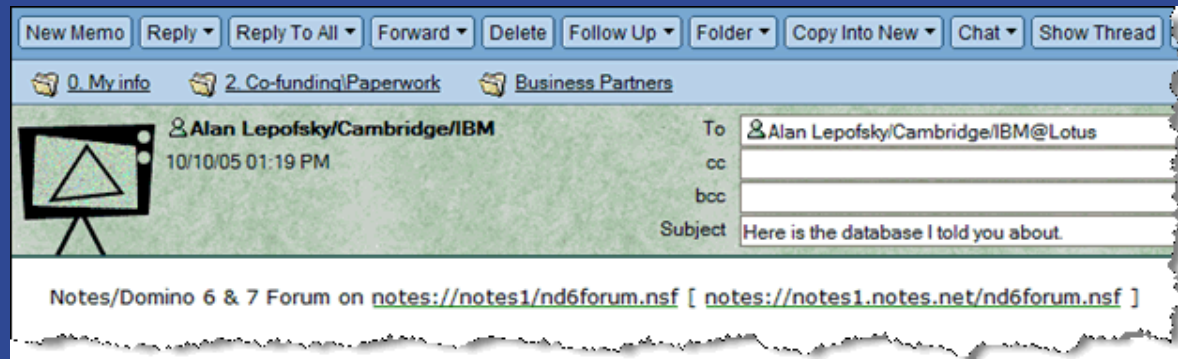 New Memo Reply Reply To All Forward Delete Follow Up Folder Copy Into New Chat Show Thread
0. My info 2. Co-funding\Paperwork Business Partners
Alan Lepofsky/Cambridge/IBM To Alan Lepofsky/Cambridge/IBM@Lotus
10/10/05 01:19 PM cc
bcc
Subject Here is the database I told you about.
Notes/Domino 6 & 7 Forum on notes://notes1/nd6forum.nsf [ notes://notes1.notes.net/nd6forum.nsf ]